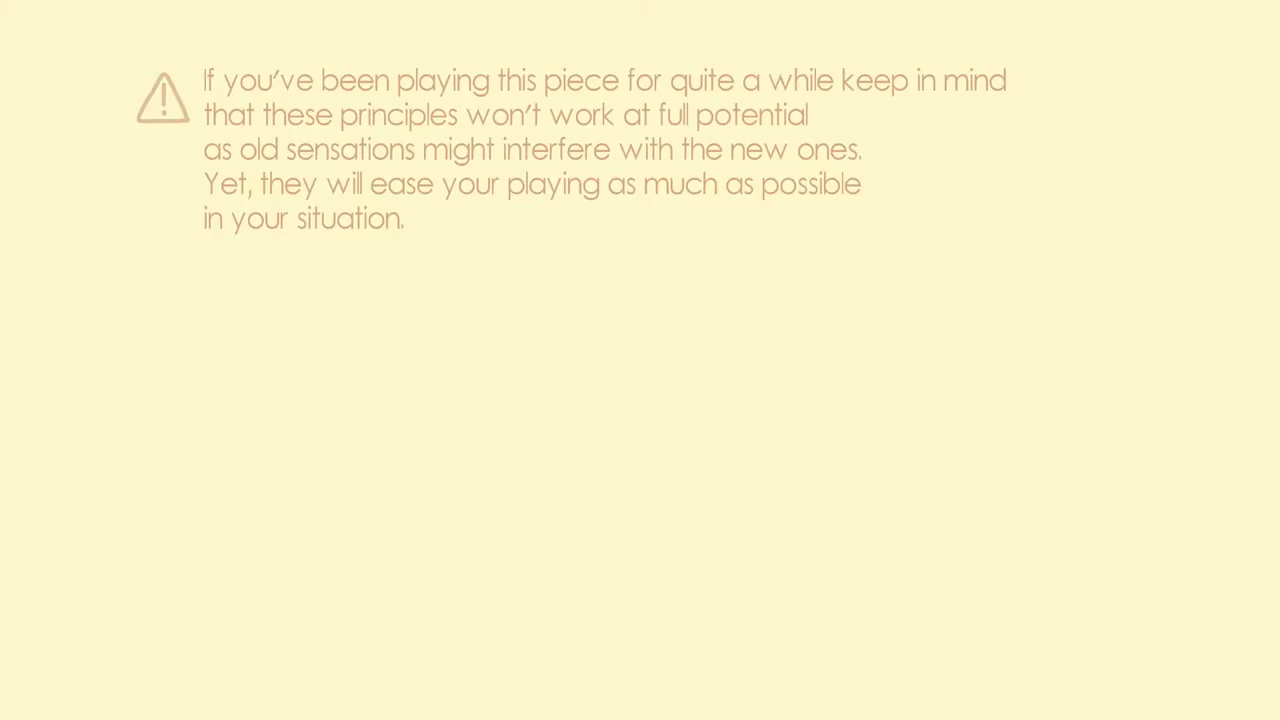 If you've been playing this piece for quite a while keep in mind
that these principles won't work at full potential
as old sensations might interfere with the new ones.
Yet, they will ease your playing as much as possible
in your situation.